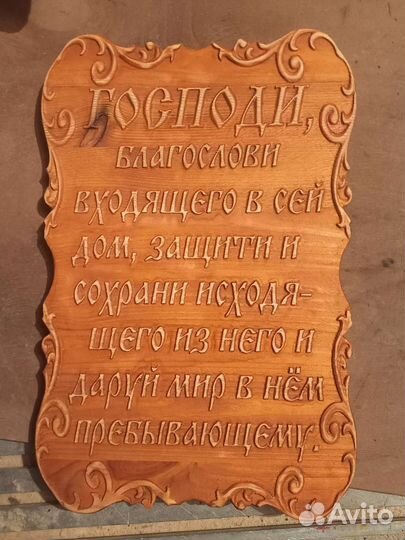 ГОСПОДИ,
БЛАГОСЛОВИ
ВХОДЯЩЕГО В СЕЙ
ДОМ, ЗАЩИТИ И
СОХРАНИ ИСХОДЯ-
ЩЕГО ИЗ НЕГО И
ДАРУЙ МИР В НЁМ
ПРЕБЫВАЮЩЕМУ.
Avito